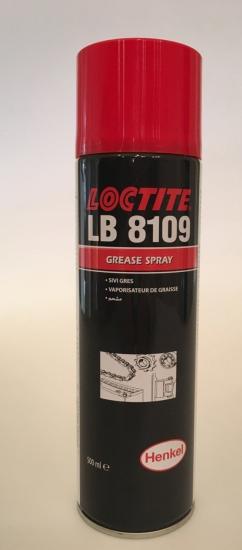 LOCTITE
LB 8109
GREASE SPRAY
• SIVI GRES
• VAPORISATEUR DE GRAISSE
500 ml ℮
Henkel